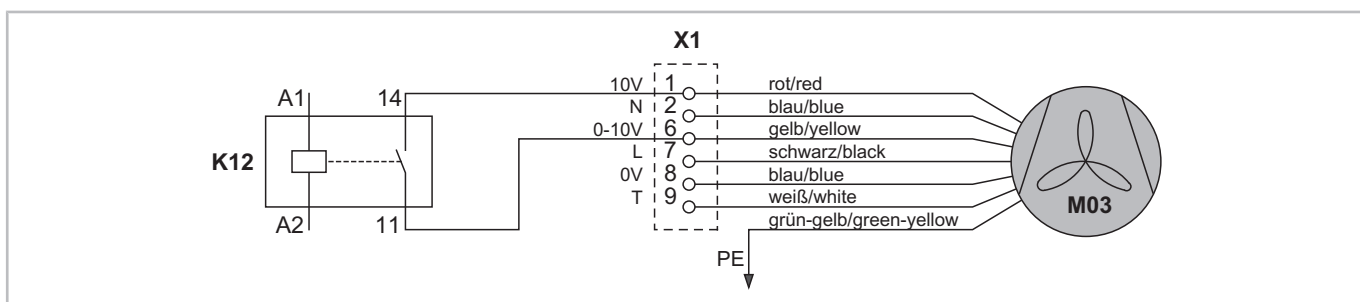 X1
10V 1 rot/red
A1 14 N 2 blau/blue
0-10V 6 gelb/yellow
K12 L 7 schwarz/black
0V 8 blau/blue
T 9 weiß/white
M03
A2 11 grün-gelb/green-yellow
PE